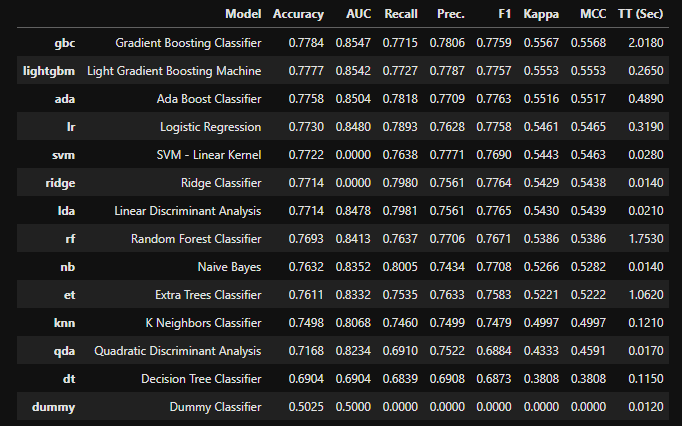 Model Accuracy AUC Recall Prec. F1 Kappa MCC TT (Sec)
gbc Gradient Boosting Classifier 0.7784 0.8547 0.7715 0.7806 0.7759 0.5567 0.5568 2.0180
lightgbm Light Gradient Boosting Machine 0.7777 0.8542 0.7727 0.7787 0.7757 0.5553 0.5553 0.2650
ada Ada Boost Classifier 0.7758 0.8504 0.7818 0.7709 0.7763 0.5516 0.5517 0.4890
lr Logistic Regression 0.7730 0.8480 0.7893 0.7628 0.7758 0.5461 0.5465 0.3190
svm SVM - Linear Kernel 0.7722 0.0000 0.7638 0.7771 0.7690 0.5443 0.5463 0.0280
ridge Ridge Classifier 0.7714 0.0000 0.7980 0.7561 0.7764 0.5429 0.5438 0.0140
lda Linear Discriminant Analysis 0.7714 0.8478 0.7981 0.7561 0.7765 0.5430 0.5439 0.0210
rf Random Forest Classifier 0.7693 0.8413 0.7637 0.7706 0.7671 0.5386 0.5386 1.7530
nb Naive Bayes 0.7632 0.8352 0.8005 0.7434 0.7708 0.5266 0.5282 0.0140
et Extra Trees Classifier 0.7611 0.8332 0.7535 0.7633 0.7583 0.5221 0.5222 1.0620
knn K Neighbors Classifier 0.7498 0.8068 0.7460 0.7499 0.7479 0.4997 0.4997 0.1210
qda Quadratic Discriminant Analysis 0.7168 0.8234 0.6910 0.7522 0.6884 0.4333 0.4591 0.0170
dt Decision Tree Classifier 0.6904 0.6904 0.6839 0.6908 0.6873 0.3808 0.3808 0.1150
dummy Dummy Classifier 0.5025 0.5000 0.0000 0.0000 0.0000 0.0000 0.0000 0.0120